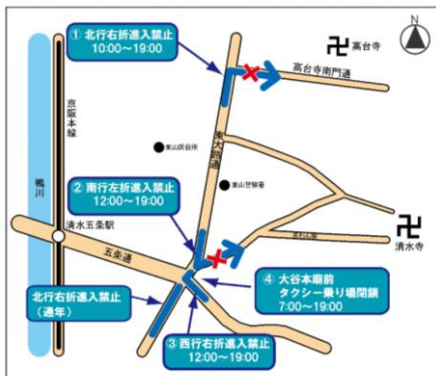 ① 北行右折進入禁止
10:00～19:00
高台寺
N
高台寺南門通
京阪本線
東大路通
東山区役所
② 南行左折進入禁止
12:00～19:00
東山警察署
鴨川
清水五条駅
五条通
清水寺
北行右折進入禁止
（通年）
④ 大谷本廟前
タクシー乗り場閉鎖
7:00～19:00
③ 西行右折進入禁止
12:00～19:00